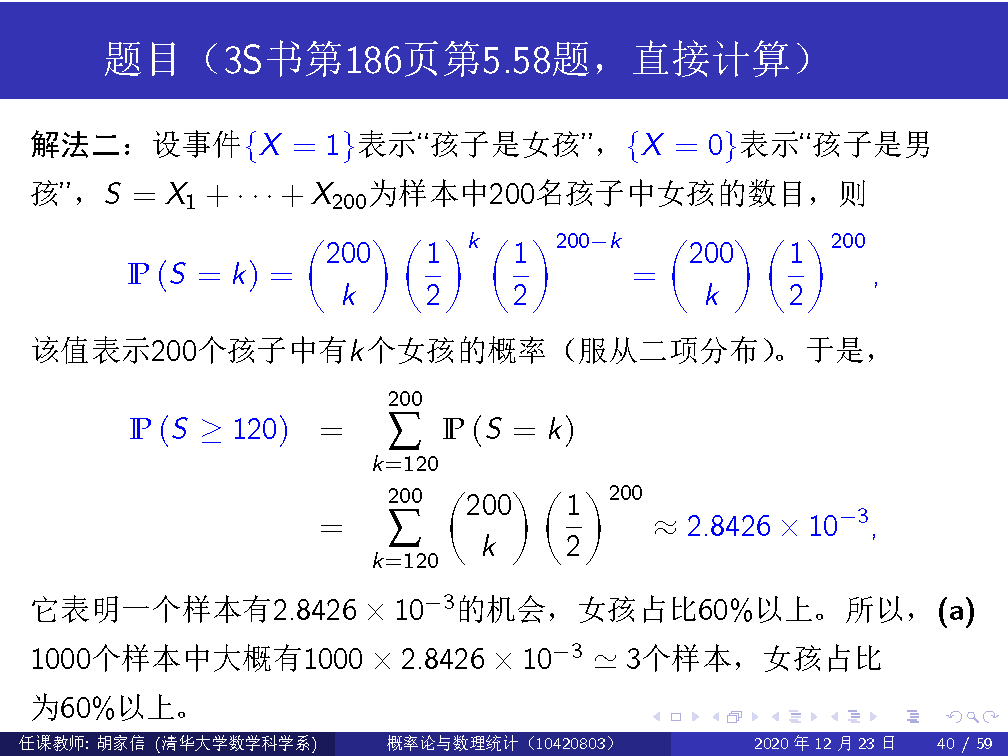 题目（3S书第186页第5.58题，直接计算）
解法二：设事件{X = 1}表示“孩子是女孩”，{X = 0}表示“孩子是男
孩”，S = X₁ + ··· + X₂₀₀为样本中200名孩子中女孩的数目，则
ℙ (S = k) = (200 k) (1/2)^k (1/2)^{200−k} = (200 k) (1/2)^{200},
该值表示200个孩子中有k个女孩的概率（服从二项分布）。于是，
ℙ (S ≥ 120) = ∑_{k=120}^{200} ℙ (S = k)
= ∑_{k=120}^{200} (200 k) (1/2)^{200} ≈ 2.8426 × 10⁻³,
它表明一个样本有2.8426 × 10⁻³的机会，女孩占比60%以上。所以，(a)
1000个样本中大概有1000 × 2.8426 × 10⁻³ ≃ 3个样本，女孩占比
为60%以上。
任课教师: 胡家信 (清华大学数学科学系) 概率论与数理统计（10420803） 2020 年 12 月 23 日 40 / 59